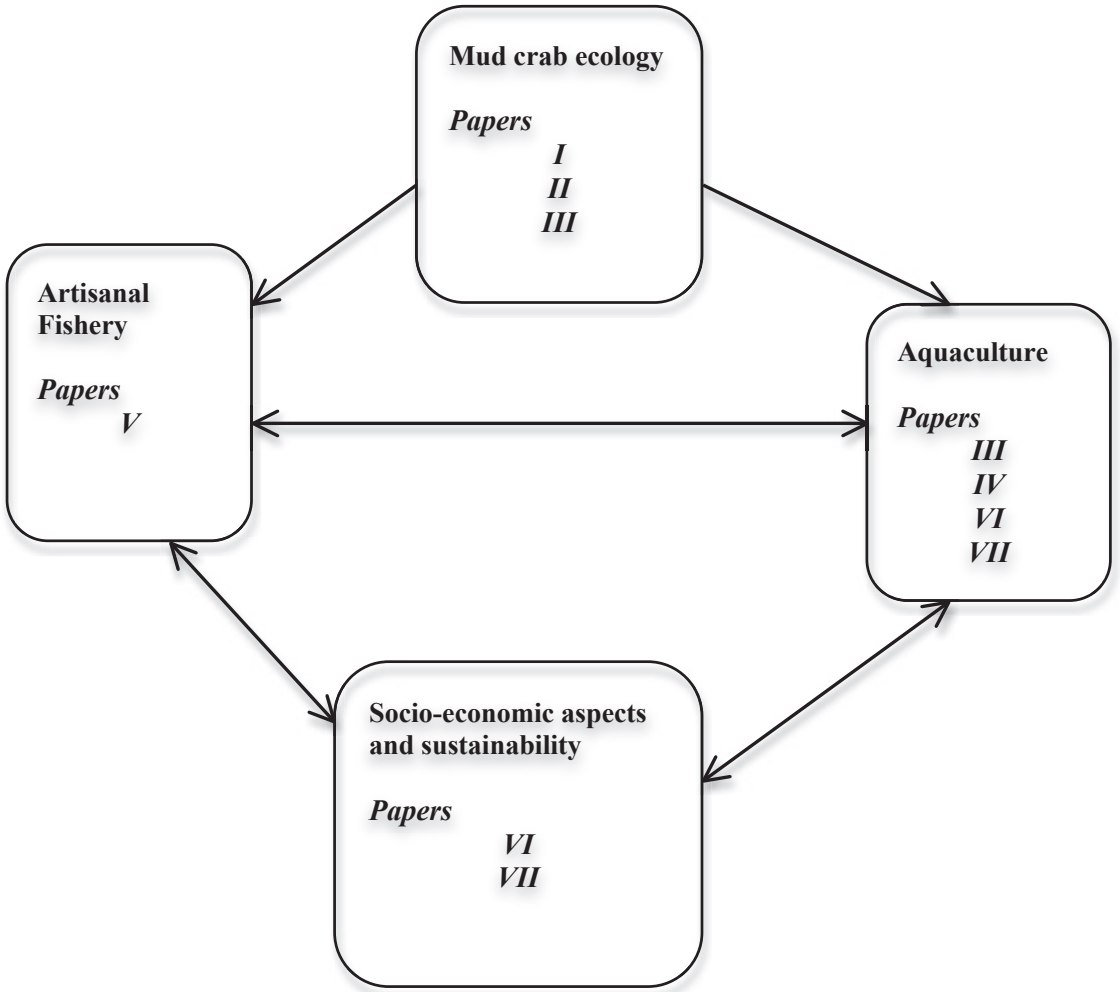 Mud crab ecology
Papers
I
II
III
Artisanal
Fishery
Papers
V
Aquaculture
Papers
III
IV
VI
VII
Socio-economic aspects
and sustainability
Papers
VI
VII